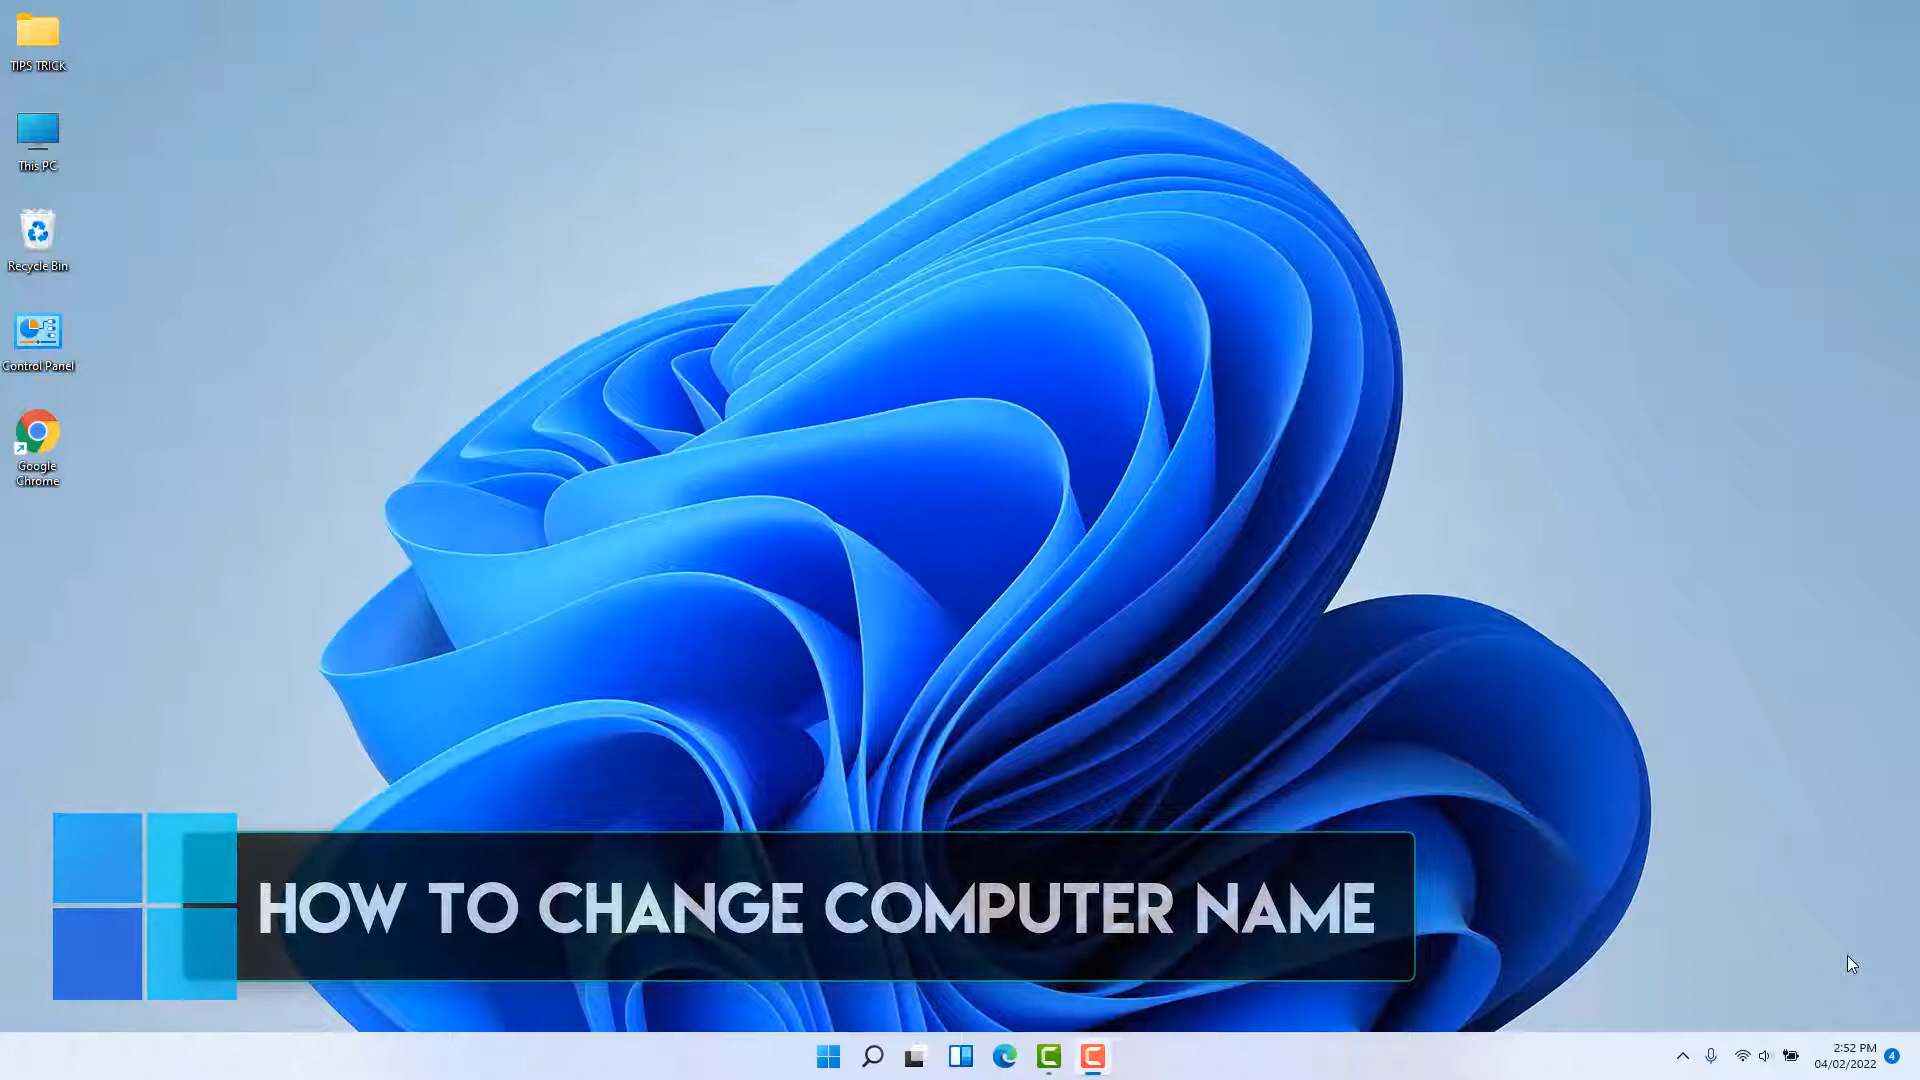 TIPS TRICK
This PC
Recycle Bin
Control Panel
Google
Chrome
HOW TO CHANGE COMPUTER NAME
2:52 PM
04/02/2022
4